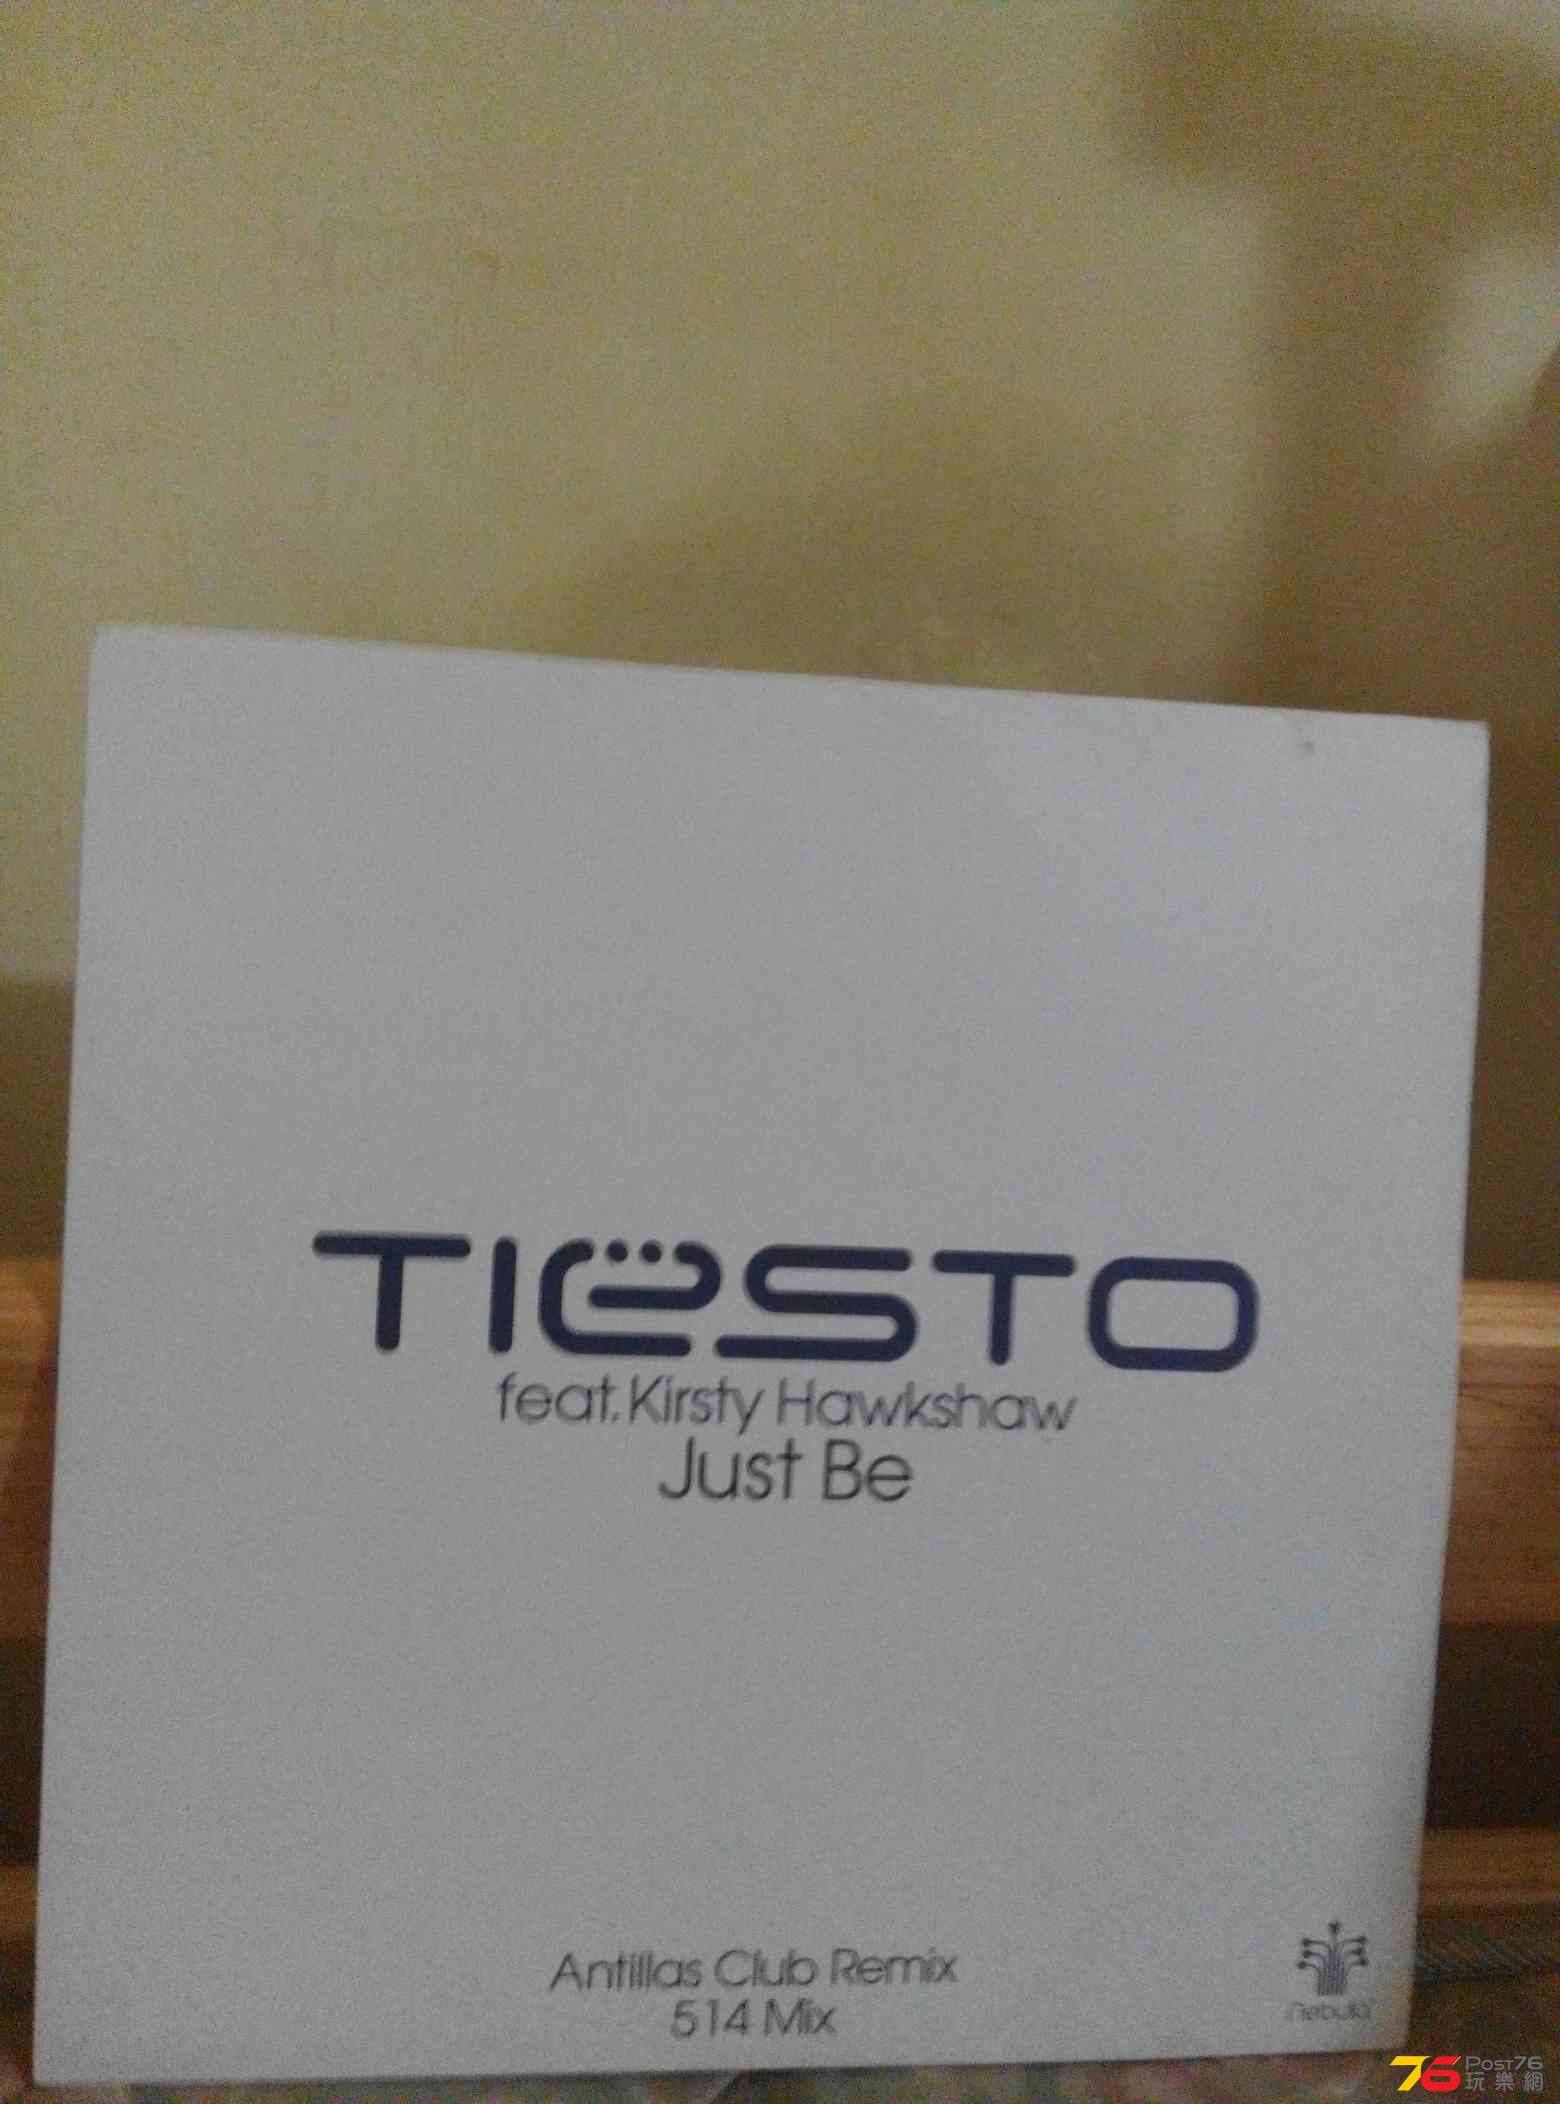 TIËSTO
feat. Kirsty Hawkshaw
Just Be
Antillas Club Remix
514 Mix
nebula
76 POST76
玩樂網